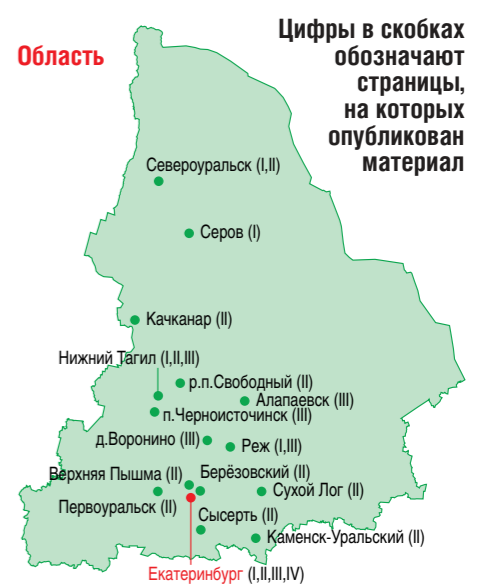 Область
Цифры в скобках
обозначают
страницы,
на которых
опубликован
материал
Североуральск (I,II)
Серов (I)
Качканар (II)
Нижний Тагил (I,II,III)
р.п.Свободный (II)
Алапаевск (III)
п.Черноисточинск (III)
д.Воронино (III)
Реж (I,III)
Верхняя Пышма (II)
Берёзовский (II)
Сухой Лог (II)
Первоуральск (II)
Сысерть (II)
Каменск-Уральский (II)
Екатеринбург (I,II,III,IV)